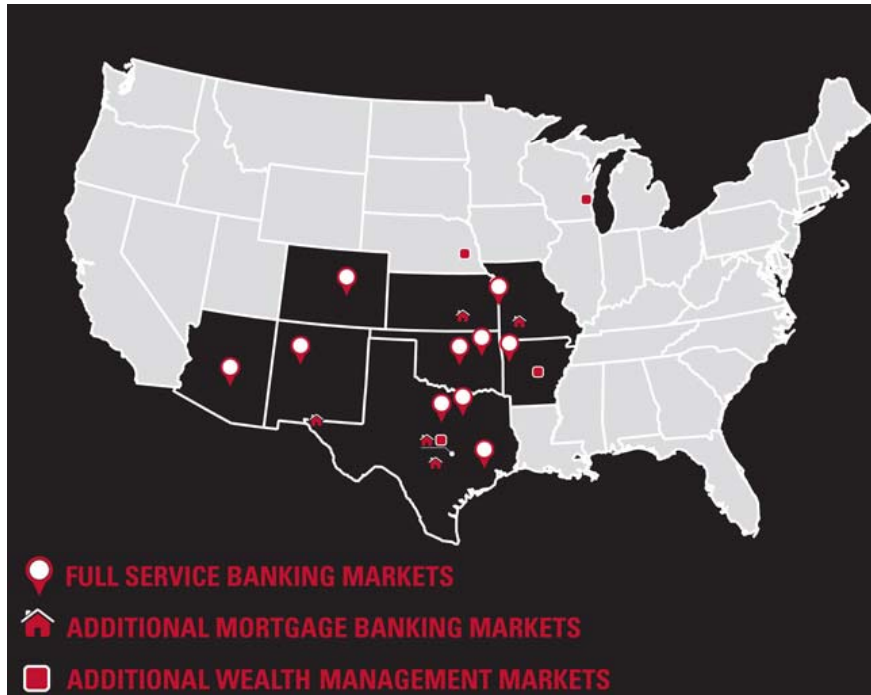 FULL SERVICE BANKING MARKETS
ADDITIONAL MORTGAGE BANKING MARKETS
ADDITIONAL WEALTH MANAGEMENT MARKETS